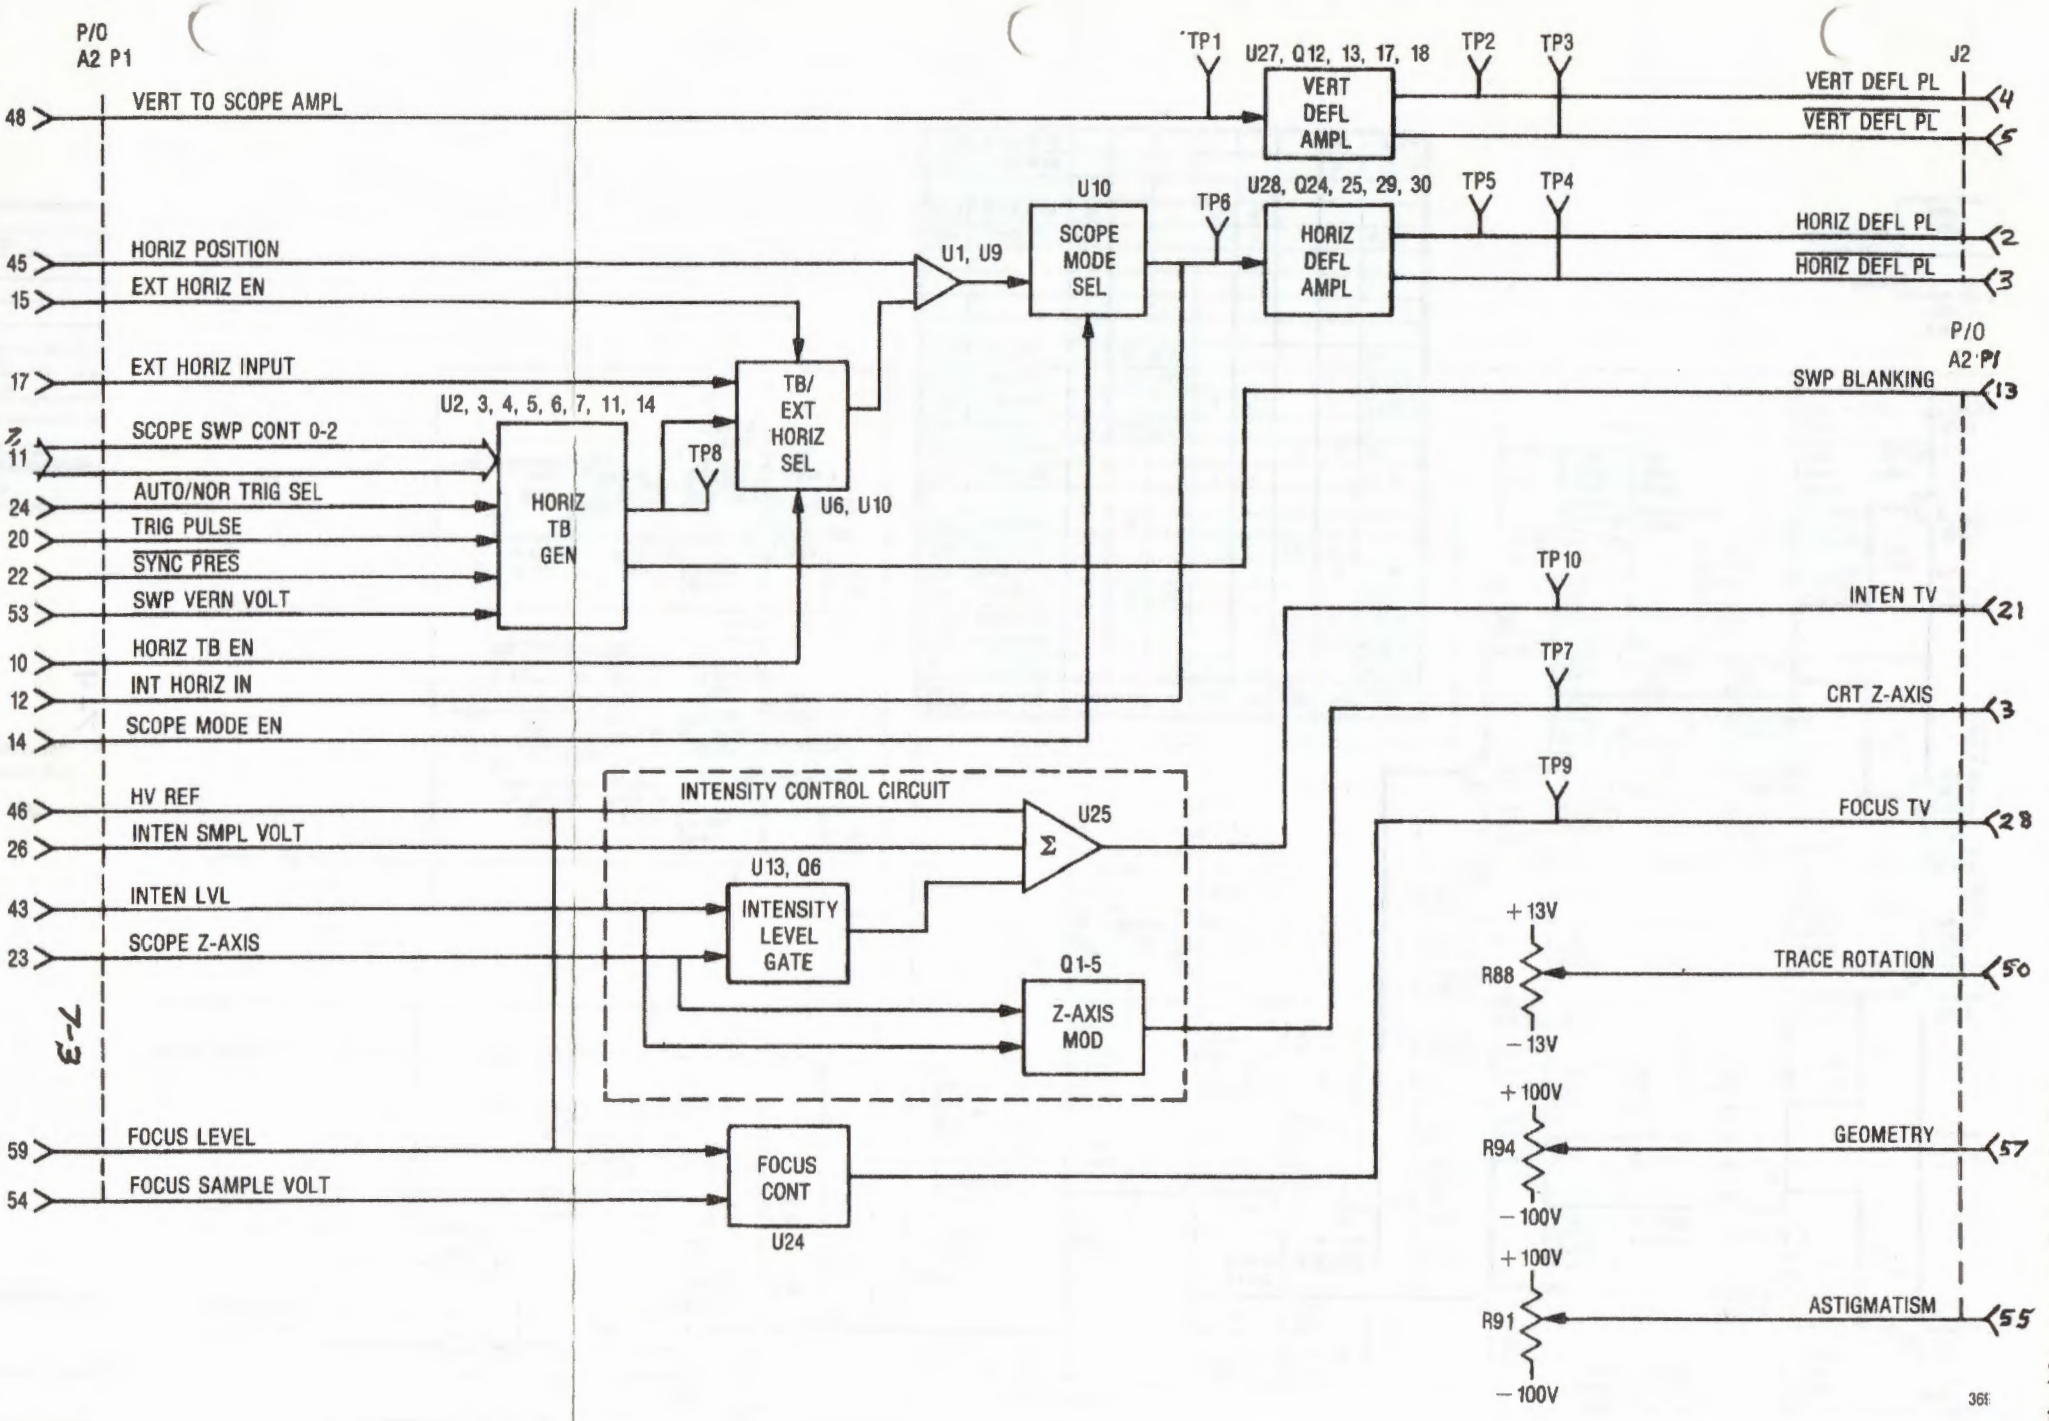 P/O
A2 P1
J2
TP1
U27, Q12, 13, 17, 18
TP2
TP3
48
VERT TO SCOPE AMPL
VERT
DEFL
AMPL
VERT DEFL PL
4
VERT DEFL PL
5
U10
TP6
U28, Q24, 25, 29, 30
TP5
TP4
45
HORIZ POSITION
U1, U9
SCOPE
MODE
SEL
HORIZ
DEFL
AMPL
HORIZ DEFL PL
2
HORIZ DEFL PL
3
15
EXT HORIZ EN
P/O
A2 P1
17
EXT HORIZ INPUT
TB/
EXT
HORIZ
SEL
U6, U10
SWP BLANKING
13
U2, 3, 4, 5, 6, 7, 11, 14
11
SCOPE SWP CONT 0-2
TP8
24
AUTO/NOR TRIG SEL
HORIZ
TB
GEN
20
TRIG PULSE
22
SYNC PRES
53
SWP VERN VOLT
TP10
INTEN TV
21
10
HORIZ TB EN
12
INT HORIZ IN
TP7
CRT Z-AXIS
3
14
SCOPE MODE EN
INTENSITY CONTROL CIRCUIT
TP9
FOCUS TV
28
46
HV REF
U25
Σ
26
INTEN SMPL VOLT
U13, Q6
43
INTEN LVL
INTENSITY
LEVEL
GATE
23
SCOPE Z-AXIS
Q1-5
Z-AXIS
MOD
+13V
R88
TRACE ROTATION
50
-13V
7-3
+100V
R94
GEOMETRY
57
-100V
59
FOCUS LEVEL
FOCUS
CONT
U24
54
FOCUS SAMPLE VOLT
+100V
R91
ASTIGMATISM
55
-100V